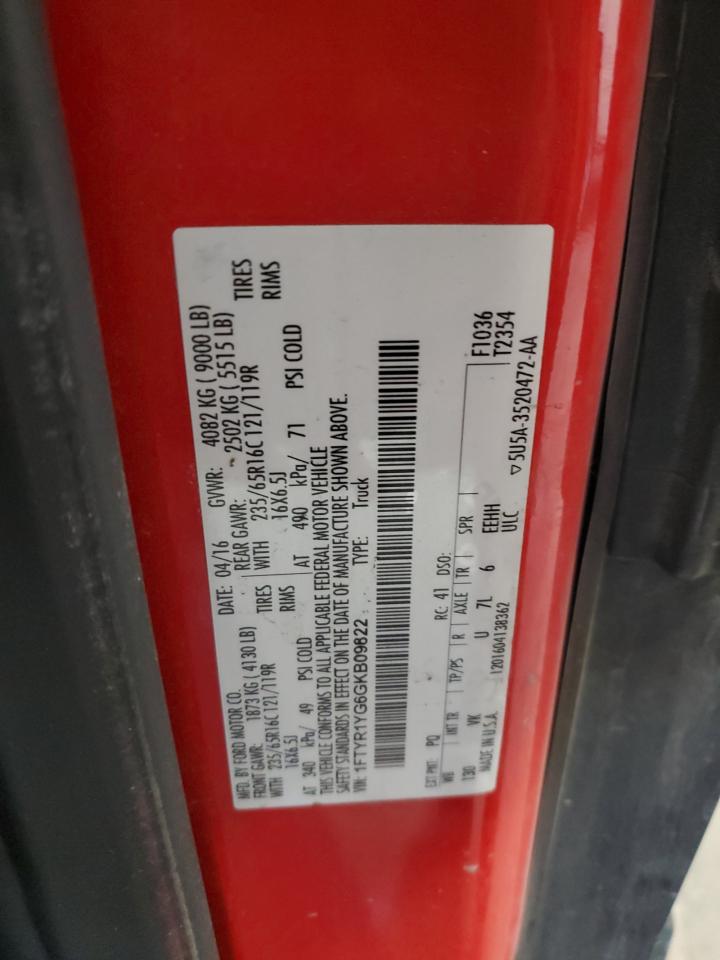 MFD. BY FORD MOTOR CO.
DATE: 04/16 GVWR: 4082 KG ( 9000 LB)
FRONT GAWR: 1873 KG ( 4130 LB) REAR GAWR: 2502 KG ( 5515 LB)
WITH 235/65R16C 121/119R TIRES WITH 235/65R16C 121/119R TIRES
16X6.5J RIMS 16X6.5J RIMS
AT 340 kPa/ 49 PSI COLD AT 490 kPa/ 71 PSI COLD
THIS VEHICLE CONFORMS TO ALL APPLICABLE FEDERAL MOTOR VEHICLE
SAFETY STANDARDS IN EFFECT ON THE DATE OF MANUFACTURE SHOWN ABOVE.
VIN: 1FTYR1YG6GKB09822 TYPE: Truck
EXT PNT: PQ RC: 41 DSO: F1036
WB INT TR TP/PS R AXLE TR SPR T2354
130 VK U 7L 6 EEHH
MADE IN U.S.A. 1201604138362 ULC ▽5U5A-3520472-AA